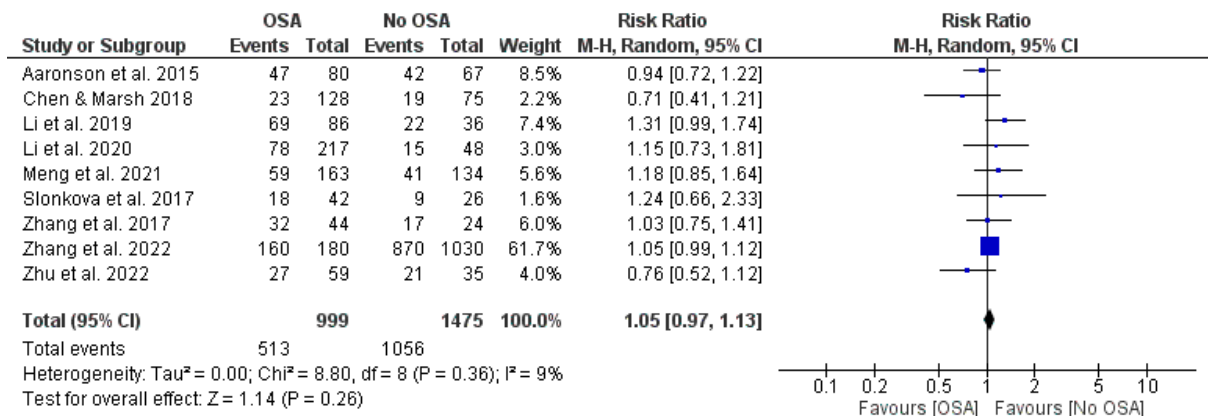 OSA No OSA Risk Ratio Risk Ratio
Study or Subgroup Events Total Events Total Weight M-H, Random, 95% CI M-H, Random, 95% CI
Aaronson et al. 2015 47 80 42 67 8.5% 0.94 [0.72, 1.22]
Chen & Marsh 2018 23 128 19 75 2.2% 0.71 [0.41, 1.21]
Li et al. 2019 69 86 22 36 7.4% 1.31 [0.99, 1.74]
Li et al. 2020 78 217 15 48 3.0% 1.15 [0.73, 1.81]
Meng et al. 2021 59 163 41 134 5.6% 1.18 [0.85, 1.64]
Slonkova et al. 2017 18 42 9 26 1.6% 1.24 [0.66, 2.33]
Zhang et al. 2017 32 44 17 24 6.0% 1.03 [0.75, 1.41]
Zhang et al. 2022 160 180 870 1030 61.7% 1.05 [0.99, 1.12]
Zhu et al. 2022 27 59 21 35 4.0% 0.76 [0.52, 1.12]
Total (95% CI) 999 1475 100.0% 1.05 [0.97, 1.13]
Total events 513 1056
Heterogeneity: Tau² = 0.00; Chi² = 8.80, df = 8 (P = 0.36); I² = 9%
Test for overall effect: Z = 1.14 (P = 0.26)
0.1 0.2 0.5 1 2 5 10
Favours [OSA] Favours [No OSA]